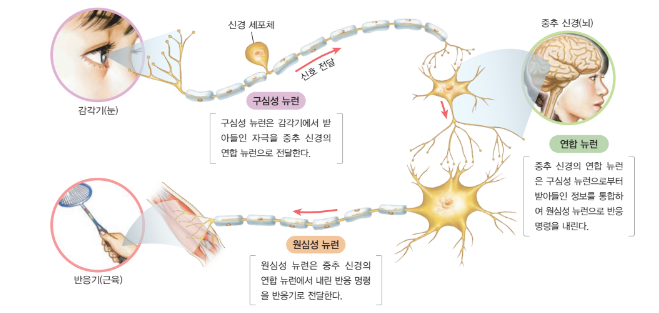 신경 세포체
중추 신경(뇌)
신호 전달
감각기(눈)
구심성 뉴런
구심성 뉴런은 감각기에서 받
아들인 자극을 중추 신경의
연합 뉴런으로 전달한다.
연합 뉴런
중추 신경의 연합 뉴런
은 구심성 뉴런으로부터
받아들인 정보를 통합하
여 원심성 뉴런으로 반응
명령을 내린다.
원심성 뉴런
원심성 뉴런은 중추 신경의
연합 뉴런에서 내린 반응 명령
을 반응기로 전달한다.
반응기(근육)